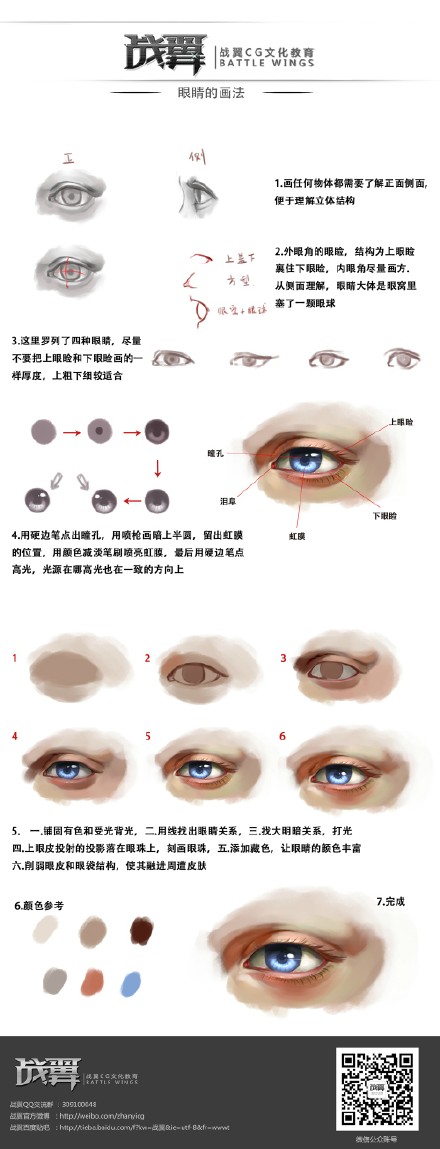 战翼
战翼CG文化教育
BATTLE WINGS
眼睛的画法
正
侧
1.画任何物体都需要了解正面侧面，
便于理解立体结构
上盖下
方型
眼窝+眼球
2.外眼角的眼睑，结构为上眼睑
裹住下眼睑，内眼角尽量画方.
从侧面理解，眼睛大体是眼窝里
塞了一颗眼球
3.这里罗列了四种眼睛，尽量
不要把上眼睑和下眼睑画的一
样厚度，上粗下细较适合
上眼睑
瞳孔
泪阜
虹膜
下眼睑
4.用硬边笔点出瞳孔，用喷枪画暗上半圆，留出虹膜
的位置，用颜色减淡笔刷喷亮虹膜，最后用硬边笔点
高光，光源在哪高光也在一致的方向上
1
2
3
4
5
6
5. 一.铺固有色和受光背光，二.用线找出眼睛关系，三.找大明暗关系，打光
四.上眼皮投射的投影落在眼珠上，刻画眼珠，五.添加藏色，让眼睛的颜色丰富
六.削弱眼皮和眼袋结构，使其融进周遭皮肤
6.颜色参考
7.完成
战翼
战翼CG文化教育
BATTLE WINGS
战翼QQ交流群 ：309100643
战翼官方微博 ：http://weibo.com/zhanyicg
战翼百度贴吧 ：http://tieba.baidu.com/f?kw=战翼&ie=utf-8&fr=wwwt
战翼
微信公众账号